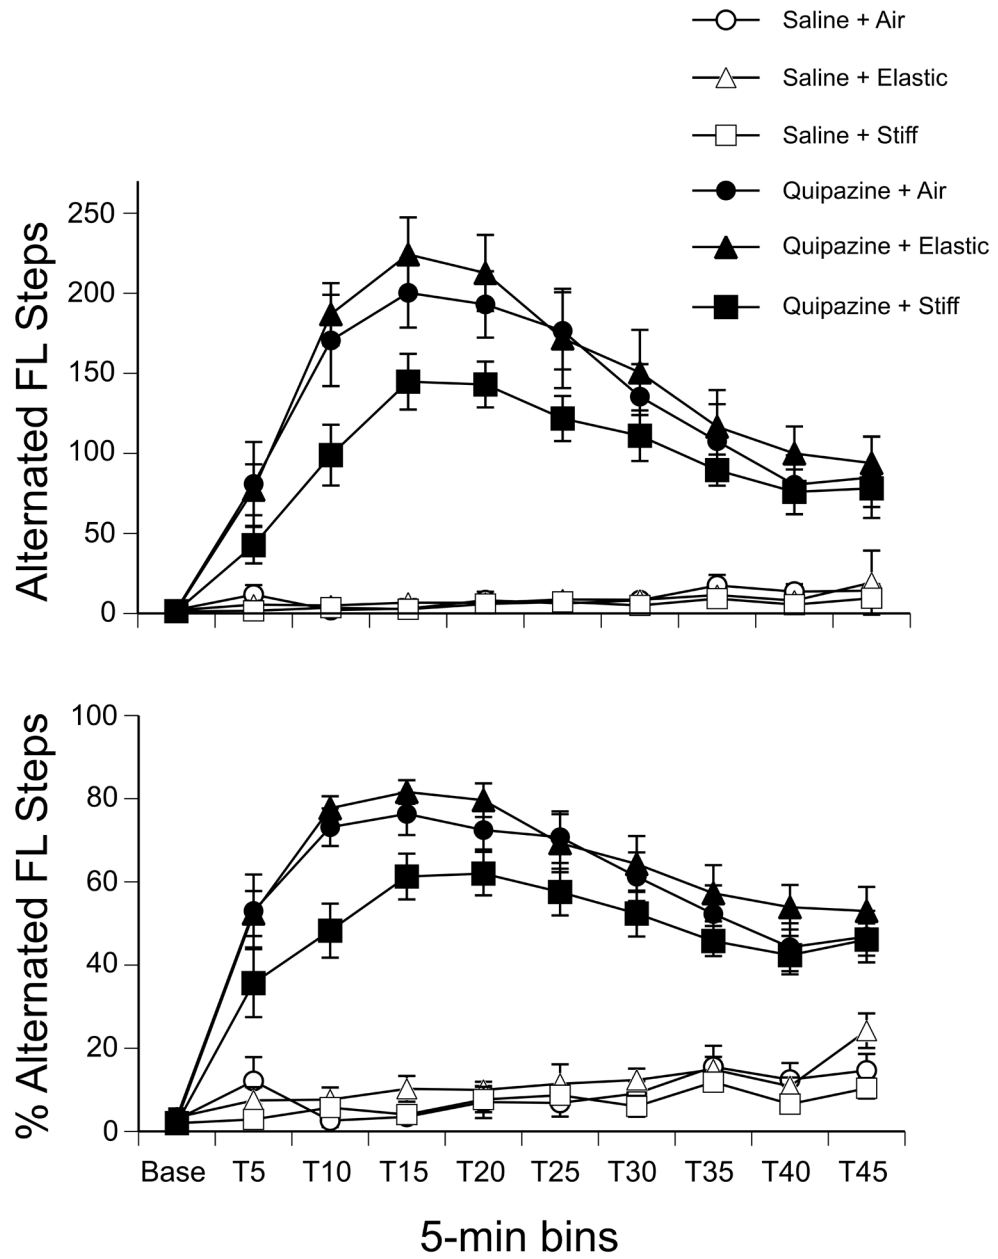 Saline + Air
Saline + Elastic
Saline + Stiff
Quipazine + Air
Quipazine + Elastic
Quipazine + Stiff
Alternated FL Steps
250
200
150
100
50
0
% Alternated FL Steps
100
80
60
40
20
0
Base T5 T10 T15 T20 T25 T30 T35 T40 T45
5-min bins